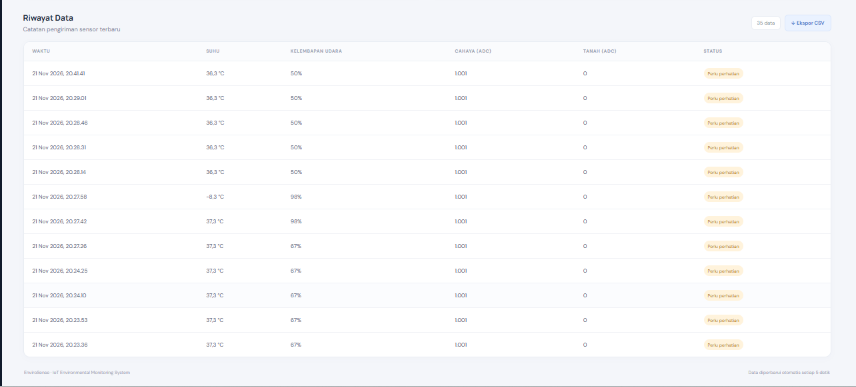 Riwayat Data
Catatan pengiriman sensor terbaru
25 data
Ekspor CSV
WAKTU SUHU KELEMBAPAN UDARA CAHAYA (ADC) TANAH (ADC) STATUS
21 Nov 2026, 20.41.41 36,3 °C 50% 1.001 0 Perlu perhatian
21 Nov 2026, 20.29.01 36,3 °C 50% 1.001 0 Perlu perhatian
21 Nov 2026, 20.28.46 36,3 °C 50% 1.001 0 Perlu perhatian
21 Nov 2026, 20.28.31 36,3 °C 50% 1.001 0 Perlu perhatian
21 Nov 2026, 20.28.14 36,3 °C 50% 1.001 0 Perlu perhatian
21 Nov 2026, 20.27.58 -8,3 °C 98% 1.001 0 Perlu perhatian
21 Nov 2026, 20.27.42 37,3 °C 98% 1.001 0 Perlu perhatian
21 Nov 2026, 20.27.26 37,3 °C 67% 1.001 0 Perlu perhatian
21 Nov 2026, 20.24.25 37,3 °C 67% 1.001 0 Perlu perhatian
21 Nov 2026, 20.24.10 37,3 °C 67% 1.001 0 Perlu perhatian
21 Nov 2026, 20.23.53 37,3 °C 67% 1.001 0 Perlu perhatian
21 Nov 2026, 20.23.38 37,3 °C 67% 1.001 0 Perlu perhatian
IoT Environmental Monitoring System
Data diperbarui otomatis setiap 5 detik